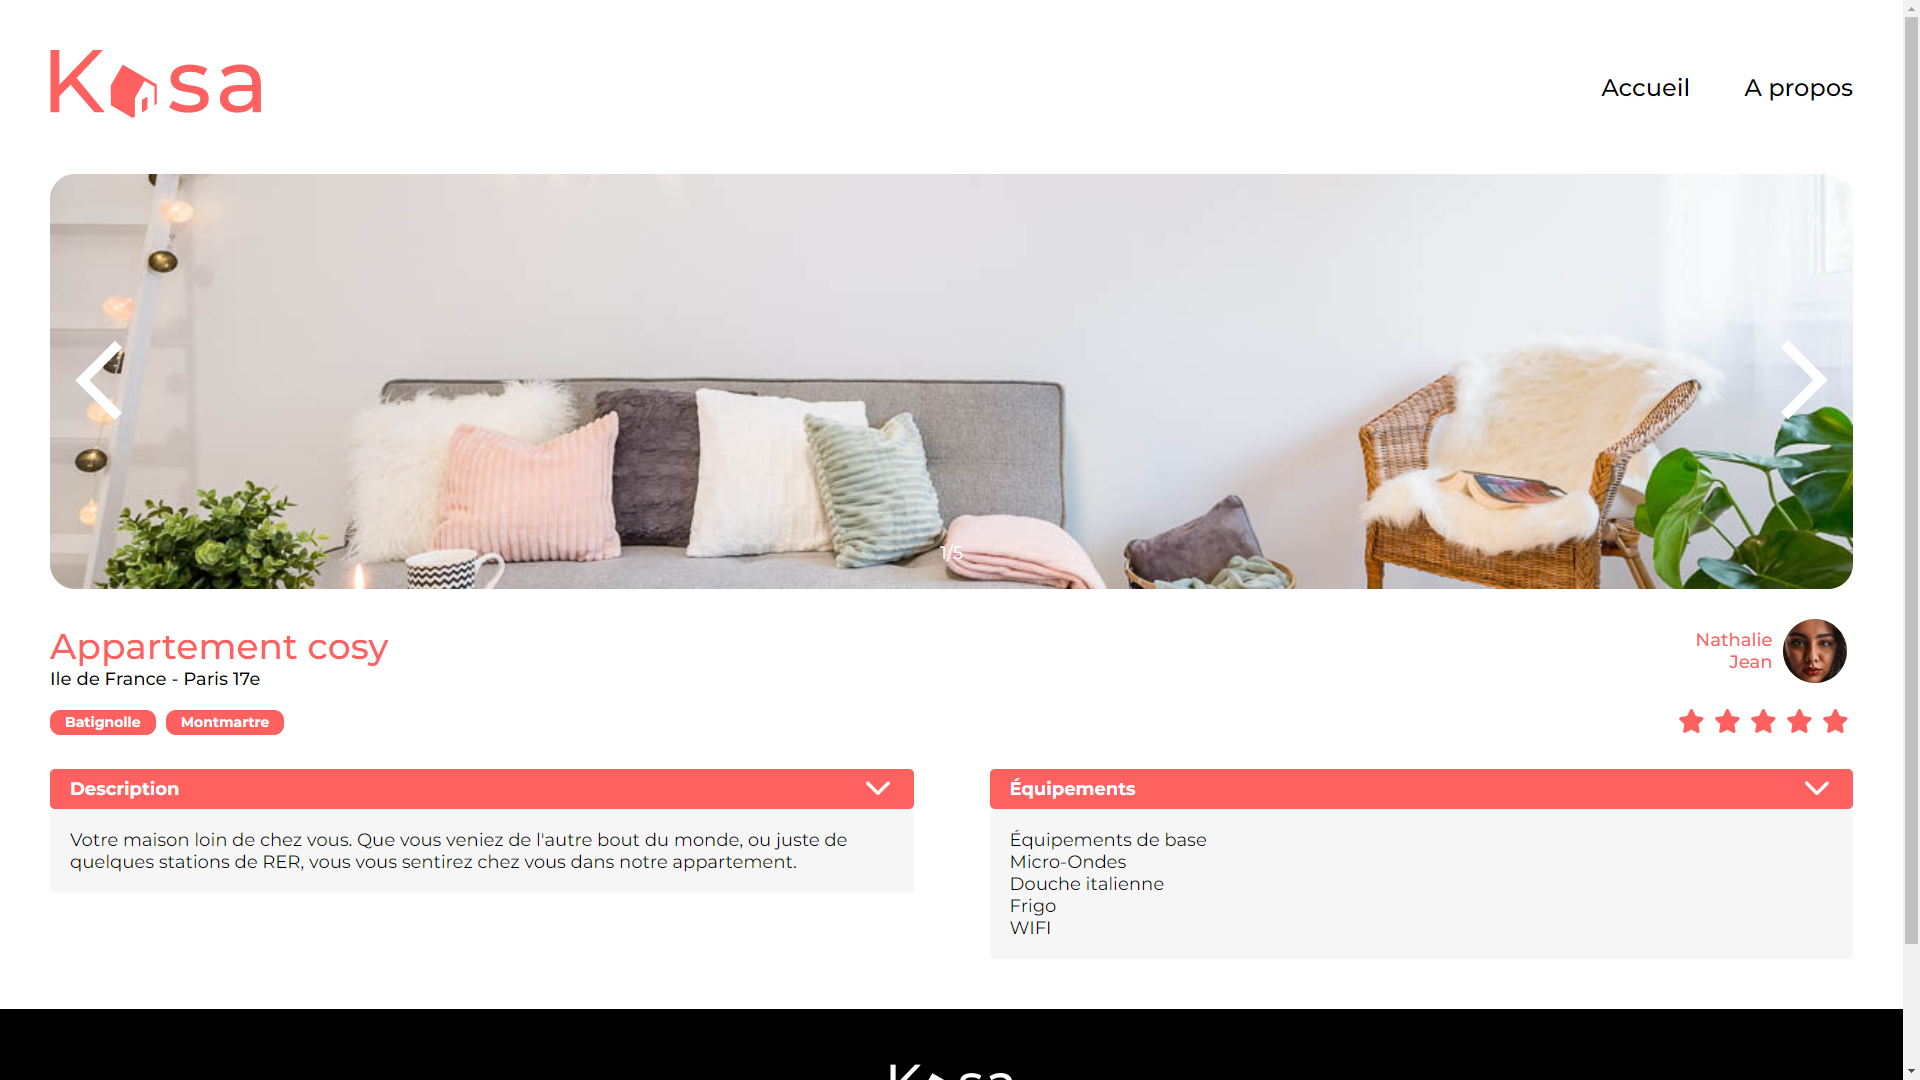 Kasa
Accueil
A propos
1/5
Appartement cosy
Ile de France - Paris 17e
Nathalie
Jean
Batignolle
Montmartre
Description
Votre maison loin de chez vous. Que vous veniez de l'autre bout du monde, ou juste de
quelques stations de RER, vous vous sentirez chez vous dans notre appartement.
Équipements
Équipements de base
Micro-Ondes
Douche italienne
Frigo
WIFI
Kasa